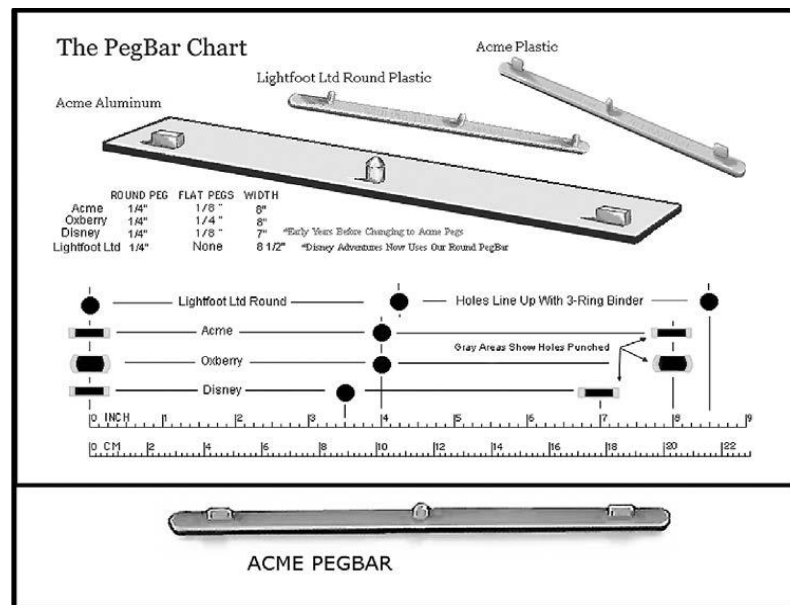 The PegBar Chart
Acme Plastic
Lightfoot Ltd Round Plastic
Acme Aluminum
ROUND PEG FLAT PEGS WIDTH
Acme 1/4" 1/8 " 8"
Oxberry 1/4" 1/4 " 8"
Disney 1/4" 1/8 " 7" *Early Years Before Changing to Acme Pegs
Lightfoot Ltd 1/4" None 8 1/2" *Disney Adventures Now Uses Our Round PegBar
Lightfoot Ltd Round Holes Line Up With 3-Ring Binder
Acme
Gray Areas Show Holes Punched
Oxberry
Disney
0 INCH 1 2 3 4 5 6 7 8 9
0 CM 2 4 6 8 10 12 14 16 18 20 22
ACME PEGBAR